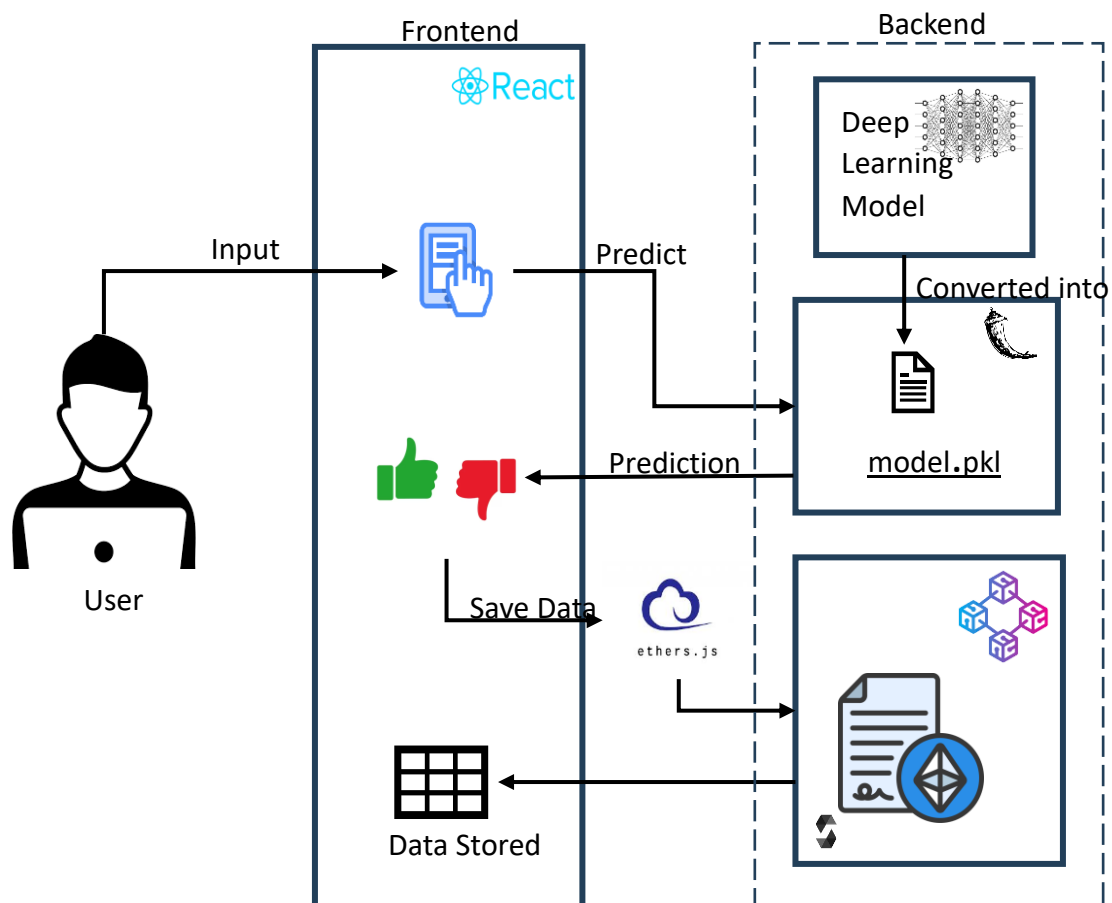 Frontend
Backend
React
Deep
Learning
Model
Input
Predict
Converted into
Prediction
model.pkl
User
Save Data
ethers.js
Data Stored